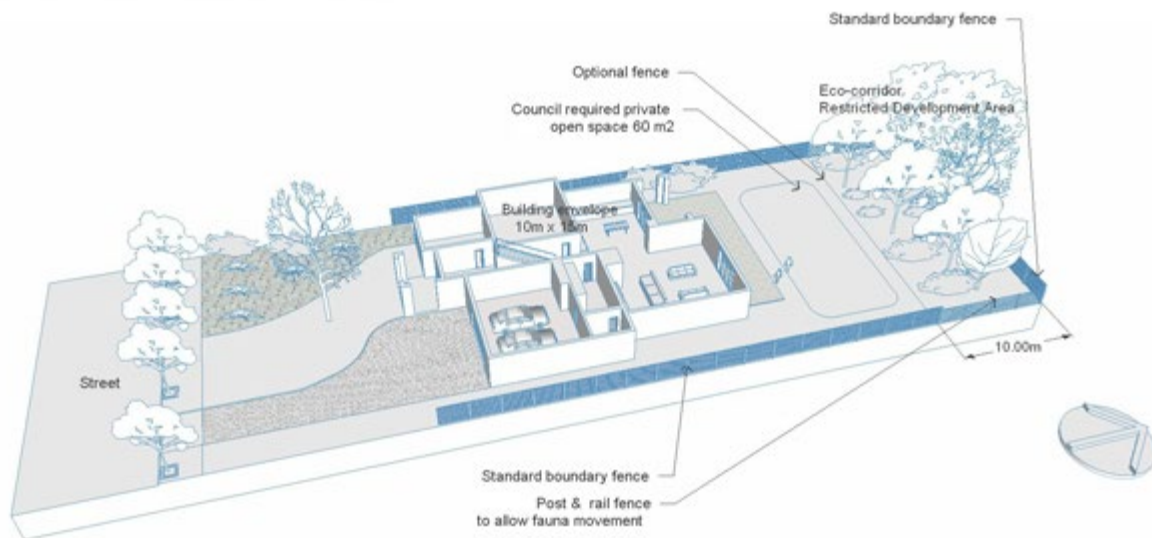 Standard boundary fence
Optional fence
Eco-corridor.
Restricted Development Area
Council required private
open space 60 m2
Building envelope
10m x 15m
10.00m
Street
Standard boundary fence
Post & rail fence
to allow fauna movement